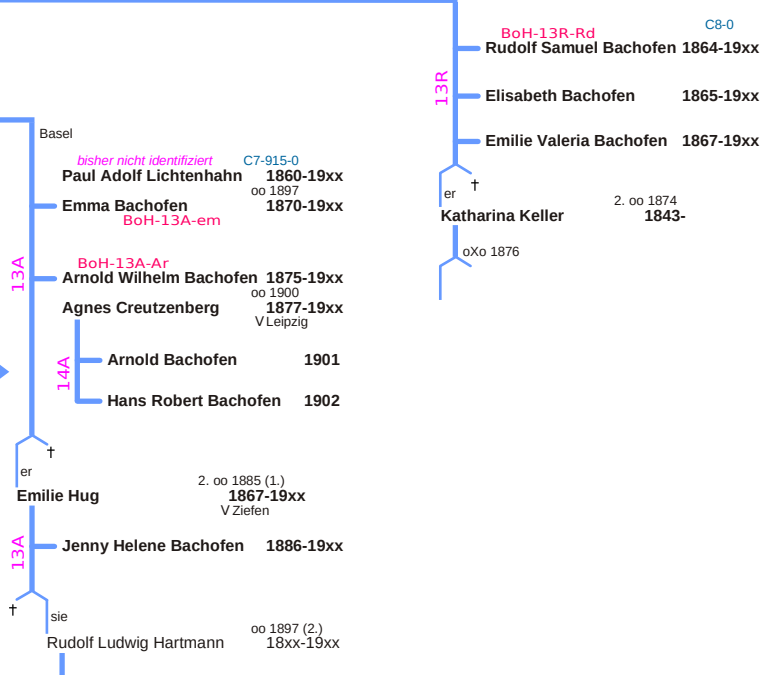 Basel
bisher nicht identifiziert C7-915-0
Paul Adolf Lichtenhahn 1860-19xx
oo 1897
Emma Bachofen 1870-19xx
BoH-13A-em
13A
BoH-13A-Ar
Arnold Wilhelm Bachofen 1875-19xx
oo 1900
Agnes Creutzenberg 1877-19xx
V Leipzig
14A
Arnold Bachofen 1901
Hans Robert Bachofen 1902
†
er
2. oo 1885 (1.)
Emilie Hug 1867-19xx
V Ziefen
13A
Jenny Helene Bachofen 1886-19xx
†
sie
oo 1897 (2.)
Rudolf Ludwig Hartmann 18xx-19xx
C8-0
BoH-13R-Rd
Rudolf Samuel Bachofen 1864-19xx
13R
Elisabeth Bachofen 1865-19xx
Emilie Valeria Bachofen 1867-19xx
†
er
2. oo 1874
Katharina Keller 1843-
oXo 1876